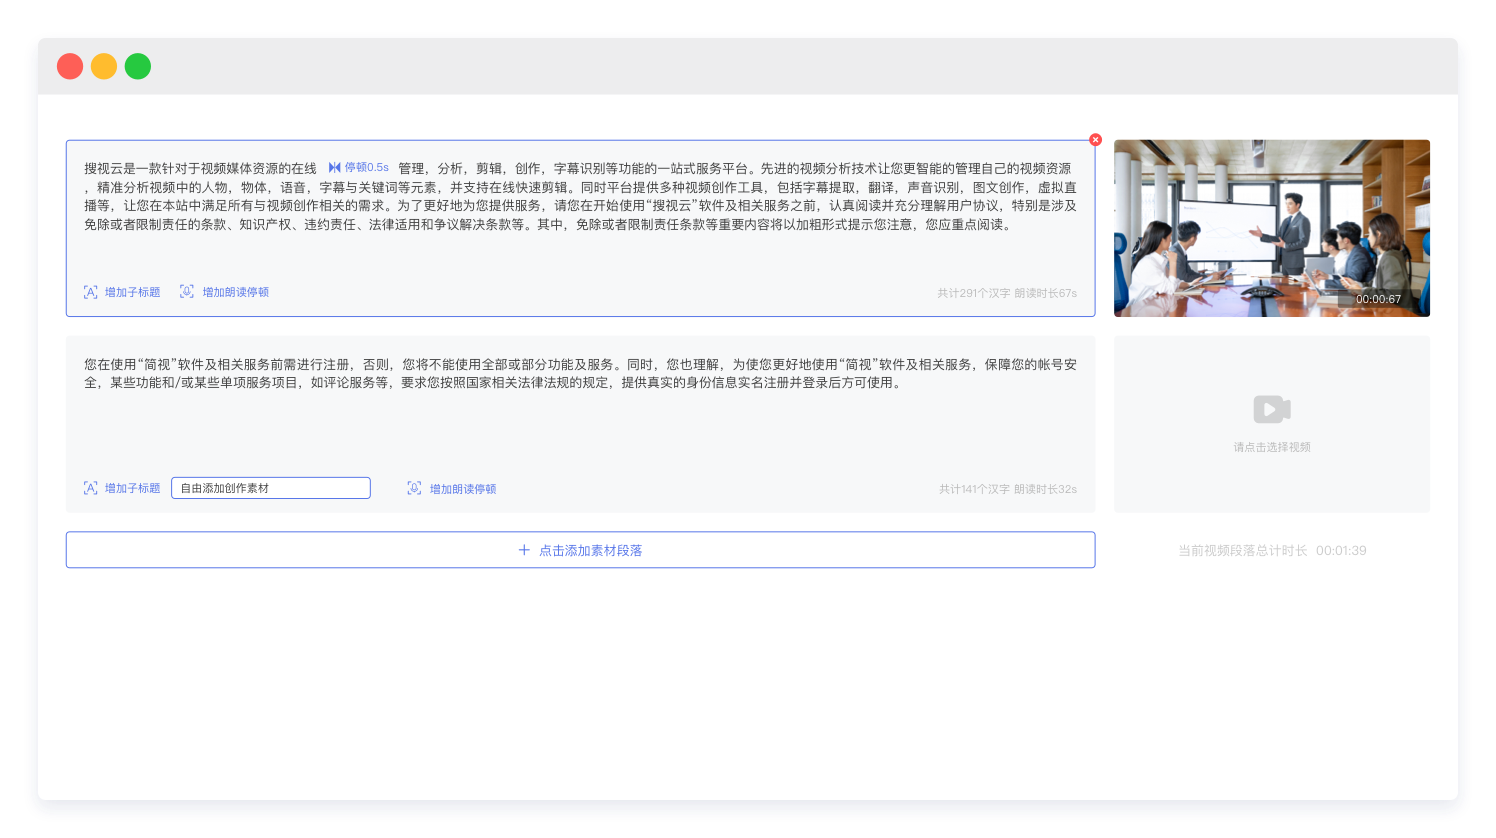 搜视云是一款针对于视频媒体资源的在线 停顿0.5s 管理，分析，剪辑，创作，字幕识别等功能的一站式服务平台。先进的视频分析技术让您更智能的管理自己的视频资源
，精准分析视频中的人物，物体，语音，字幕与关键词等元素，并支持在线快速剪辑。同时平台提供多种视频创作工具，包括字幕提取，翻译，声音识别，图文创作，虚拟直
播等，让您在本站中满足所有与视频创作相关的需求。为了更好地为您提供服务，请您在开始使用“搜视云”软件及相关服务之前，认真阅读并充分理解用户协议，特别是涉及
免除或者限制责任的条款、知识产权、违约责任、法律适用和争议解决条款等。其中，免除或者限制责任条款等重要内容将以加粗形式提示您注意，您应重点阅读。
增加子标题 增加朗读停顿 共计291个汉字 朗读时长67s
00:00:67
您在使用“简视”软件及相关服务前需进行注册，否则，您将不能使用全部或部分功能及服务。同时，您也理解，为使您更好地使用“简视”软件及相关服务，保障您的帐号安
全，某些功能和/或某些单项服务项目，如评论服务等，要求您按照国家相关法律法规的规定，提供真实的身份信息实名注册并登录后方可使用。
请点击选择视频
增加子标题 自由添加创作素材 增加朗读停顿 共计141个汉字 朗读时长32s
点击添加素材段落 当前视频段落总计时长 00:01:39